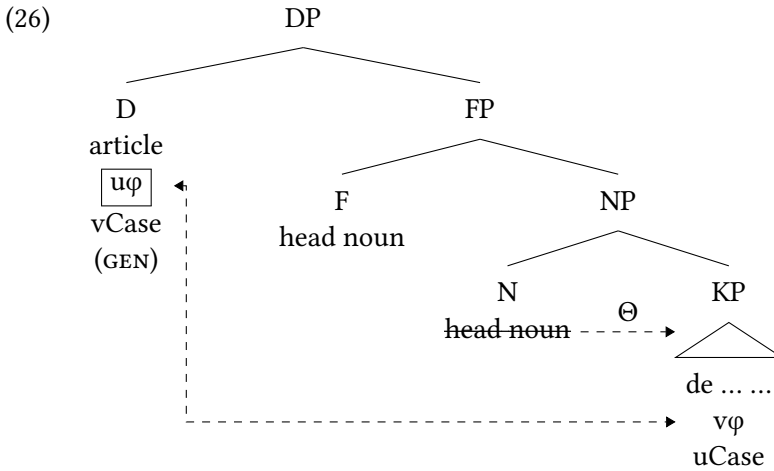 (26) DP
D FP
article
uφ
vCase
(GEN)
F NP
head noun
N KP
head noun Θ
de ... ...
vφ
uCase